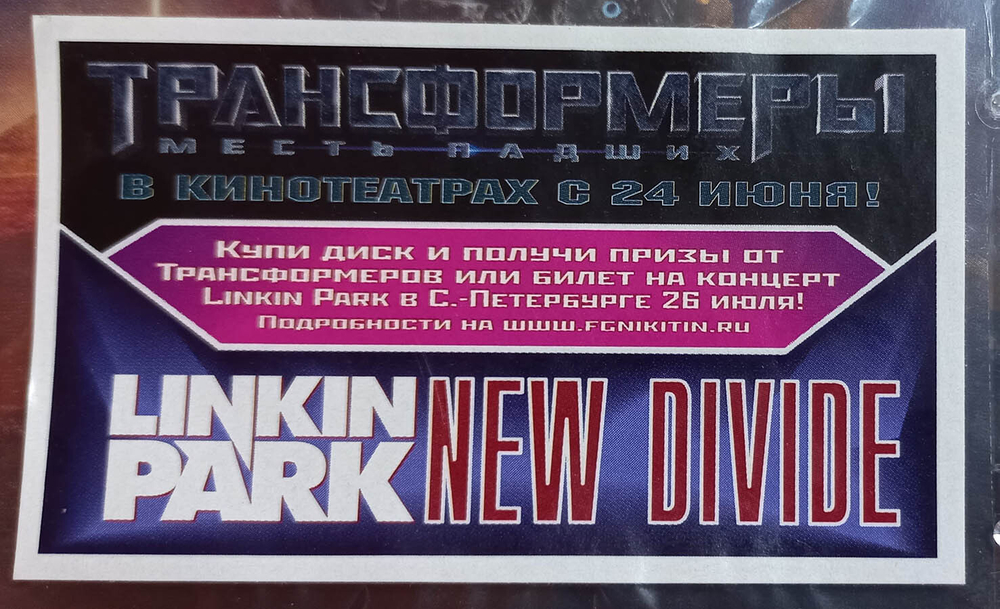 ТРАНСФОРМЕРЫ
МЕСТЬ ПАДШИХ
В КИНОТЕАТРАХ С 24 ИЮНЯ!
КУПИ ДИСК И ПОЛУЧИ ПРИЗЫ ОТ
ТРАНСФОРМЕРОВ ИЛИ БИЛЕТ НА КОНЦЕРТ
LINKIN PARK В С.-ПЕТЕРБУРГЕ 26 ИЮЛЯ!
ПОДРОБНОСТИ НА WWW.FGNIKITIN.RU
LINKIN
PARK
NEW DIVIDE